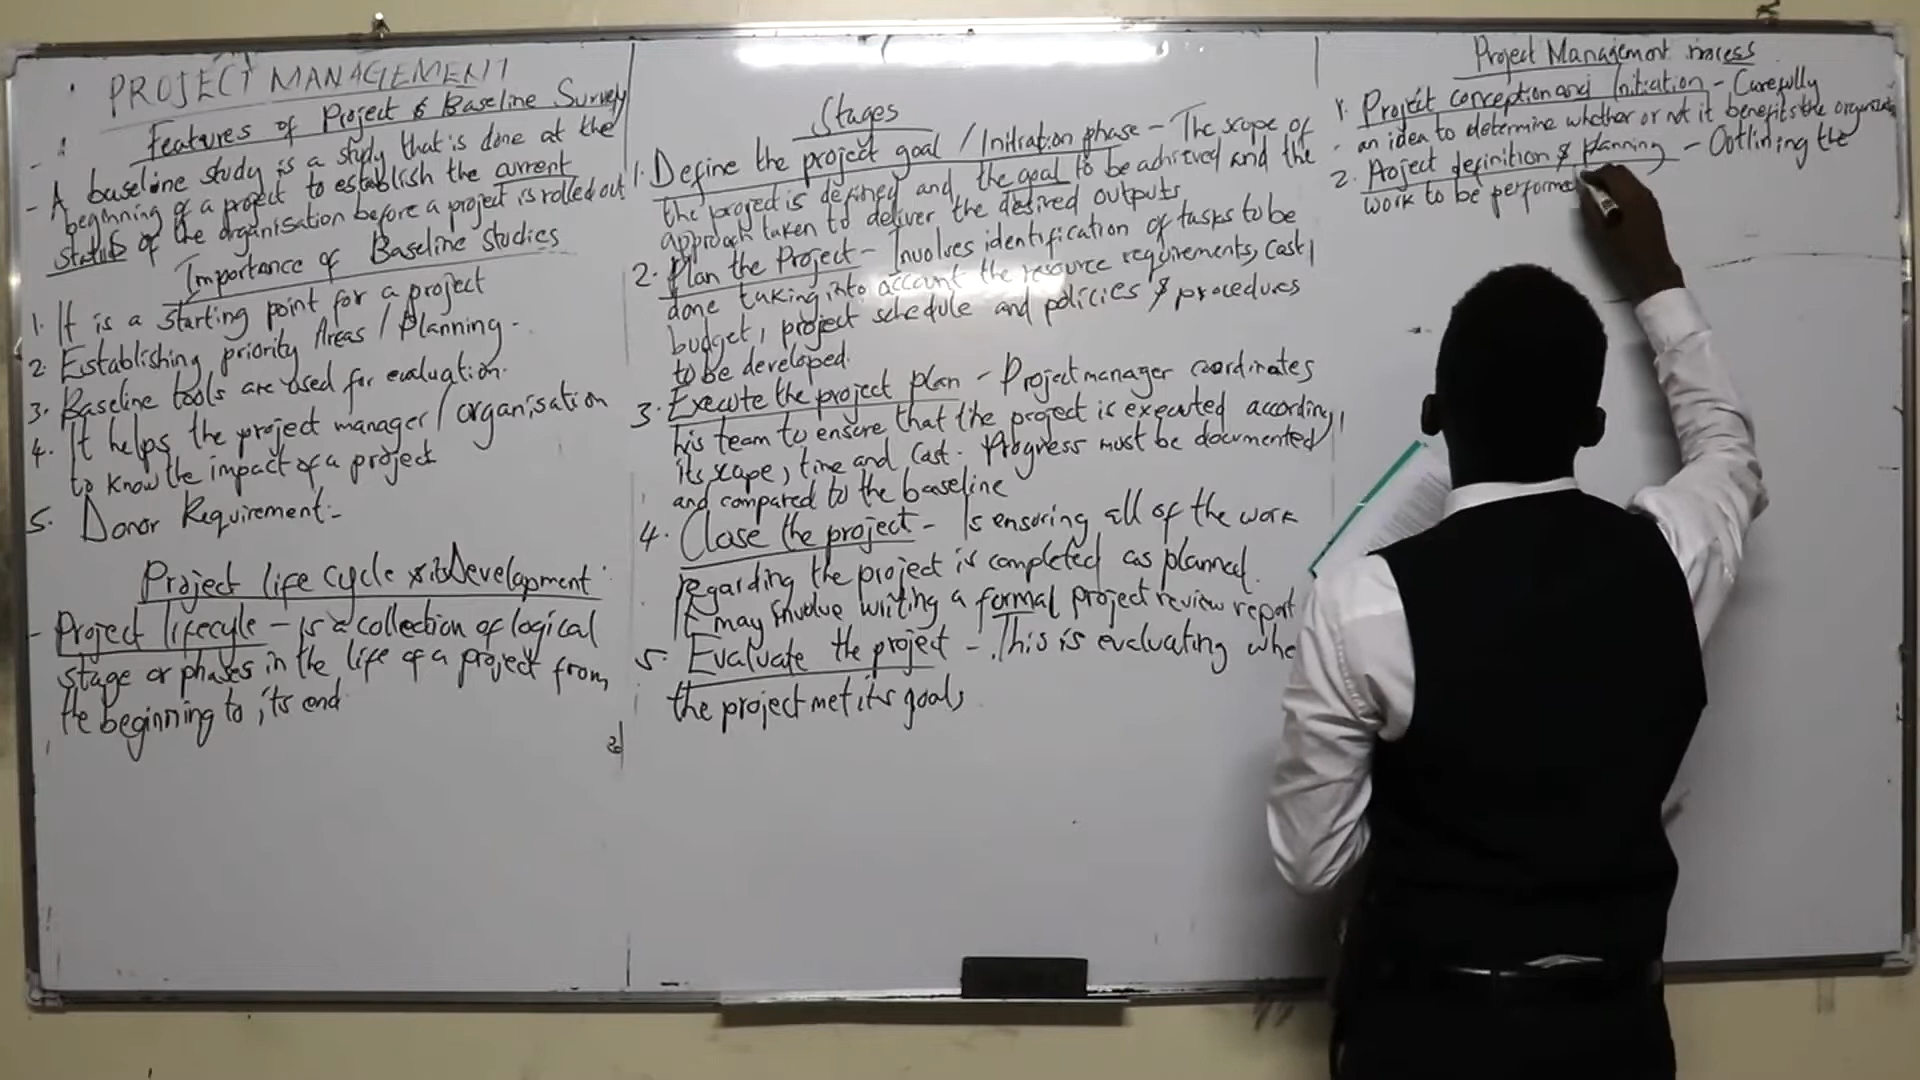 PROJECT MANAGEMENT
Features of Project & Baseline Survey
- A baseline study is a study that is done at the
beginning of a project to establish the current
status of the organisation before a project is rolled out
Importance of Baseline studies
1. It is a starting point for a project
2. Establishing priority Areas / Planning.
3. Baseline tools are used for evaluation.
4. It helps the project manager / organisation
to know the impact of a project
5. Donor Requirement:-
Project life cycle & its Development
- Project lifecyle - is a collection of logical
stage or phases in the life of a project from
the beginning to its end
Stages
1. Define the project goal / Initiation phase - The scope of
the project is defined and the goal to be achieved and the
approach taken to deliver the desired outputs
2. Plan the Project - Involves identification of tasks to be
done taking into account the resource requirements, cost/
budget, project schedule and policies & procedures
to be developed.
3. Execute the project plan - Project manager coordinates
his team to ensure that the project is executed according
its scope, time and cost. Progress must be documented
and compared to the baseline
4. Close the project - Is ensuring all of the work
regarding the project is completed as planned.
It may involve writing a formal project review report
5. Evaluate the project - This is evaluating whe
the project met its goals
Project Management process
1. Project conception and Initiation - Carefully
- an idea to determine whether or not it benefits the organisatio
2. Project definition & planning - Outlining the
work to be performed